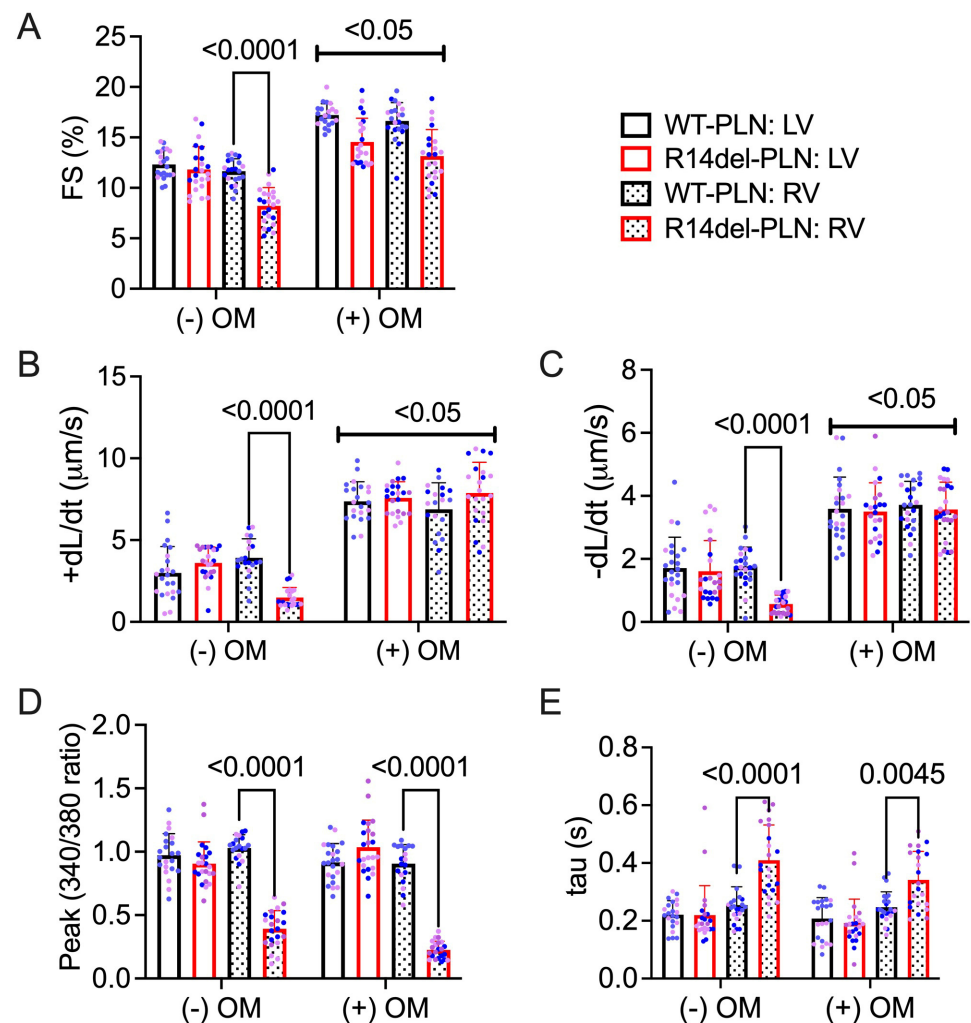 A
FS (%)
25
20
15
10
5
0
<0.0001
<0.05
(-) OM
(+) OM
WT-PLN: LV
R14del-PLN: LV
WT-PLN: RV
R14del-PLN: RV
B
+dL/dt (μm/s)
15
10
5
0
<0.0001
<0.05
(-) OM
(+) OM
C
-dL/dt (μm/s)
8
6
4
2
0
<0.0001
<0.05
(-) OM
(+) OM
D
Peak (340/380 ratio)
2.0
1.5
1.0
0.5
0.0
<0.0001
<0.0001
(-) OM
(+) OM
E
tau (s)
0.8
0.6
0.4
0.2
0.0
<0.0001
0.0045
(-) OM
(+) OM